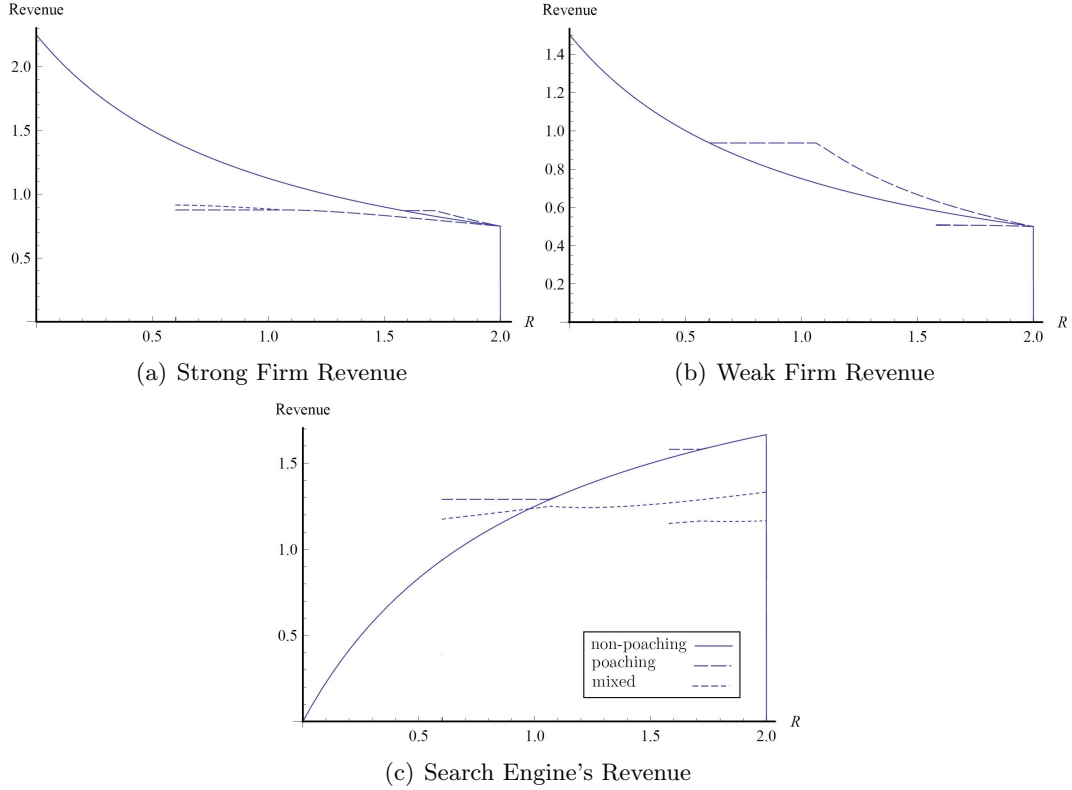 Revenue
2.0
1.5
1.0
0.5
0.5
1.0
1.5
2.0
R
(a) Strong Firm Revenue
Revenue
1.4
1.2
1.0
0.8
0.6
0.4
0.2
0.5
1.0
1.5
2.0
R
(b) Weak Firm Revenue
Revenue
1.5
1.0
0.5
non-poaching
poaching
mixed
0.5
1.0
1.5
2.0
R
(c) Search Engine's Revenue